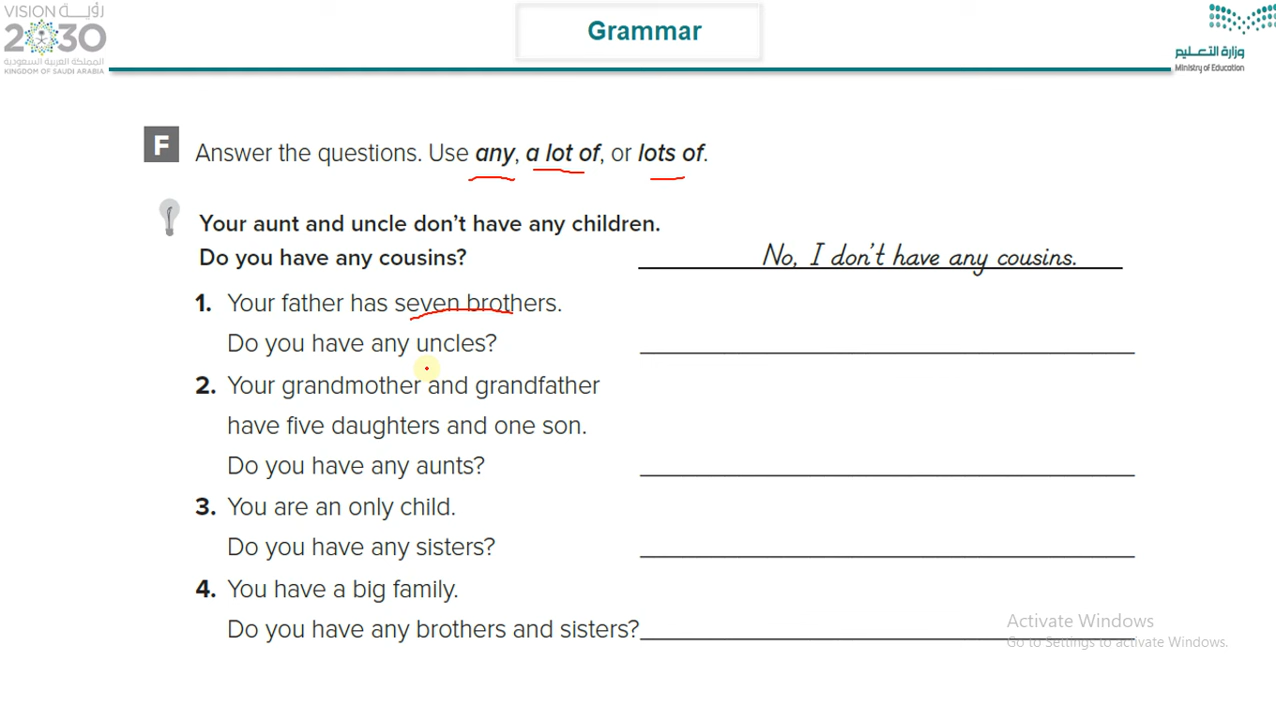 VISION رؤيـــة
2030
المملكة العربية السعودية
KINGDOM OF SAUDI ARABIA
Grammar
وزارة التعـليم
Ministry of Education
F Answer the questions. Use any, a lot of, or lots of.
Your aunt and uncle don't have any children.
Do you have any cousins? No, I don't have any cousins.
1. Your father has seven brothers.
Do you have any uncles?
2. Your grandmother and grandfather
have five daughters and one son.
Do you have any aunts?
3. You are an only child.
Do you have any sisters?
4. You have a big family.
Do you have any brothers and sisters?
Activate Windows
Go to Settings to activate Windows.